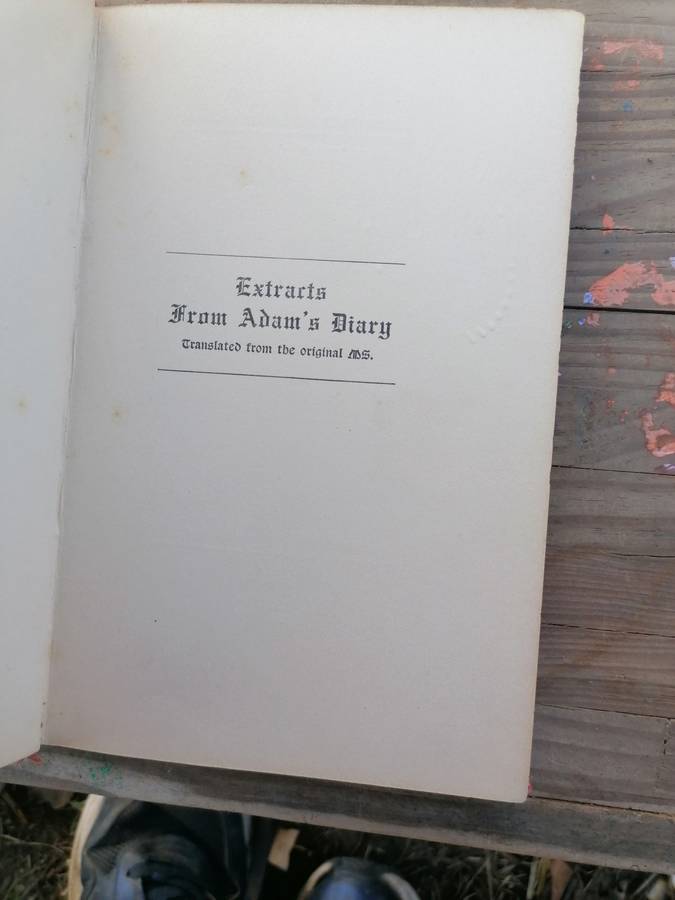 Extracts
From Adam's Diary
Translated from the original MS.